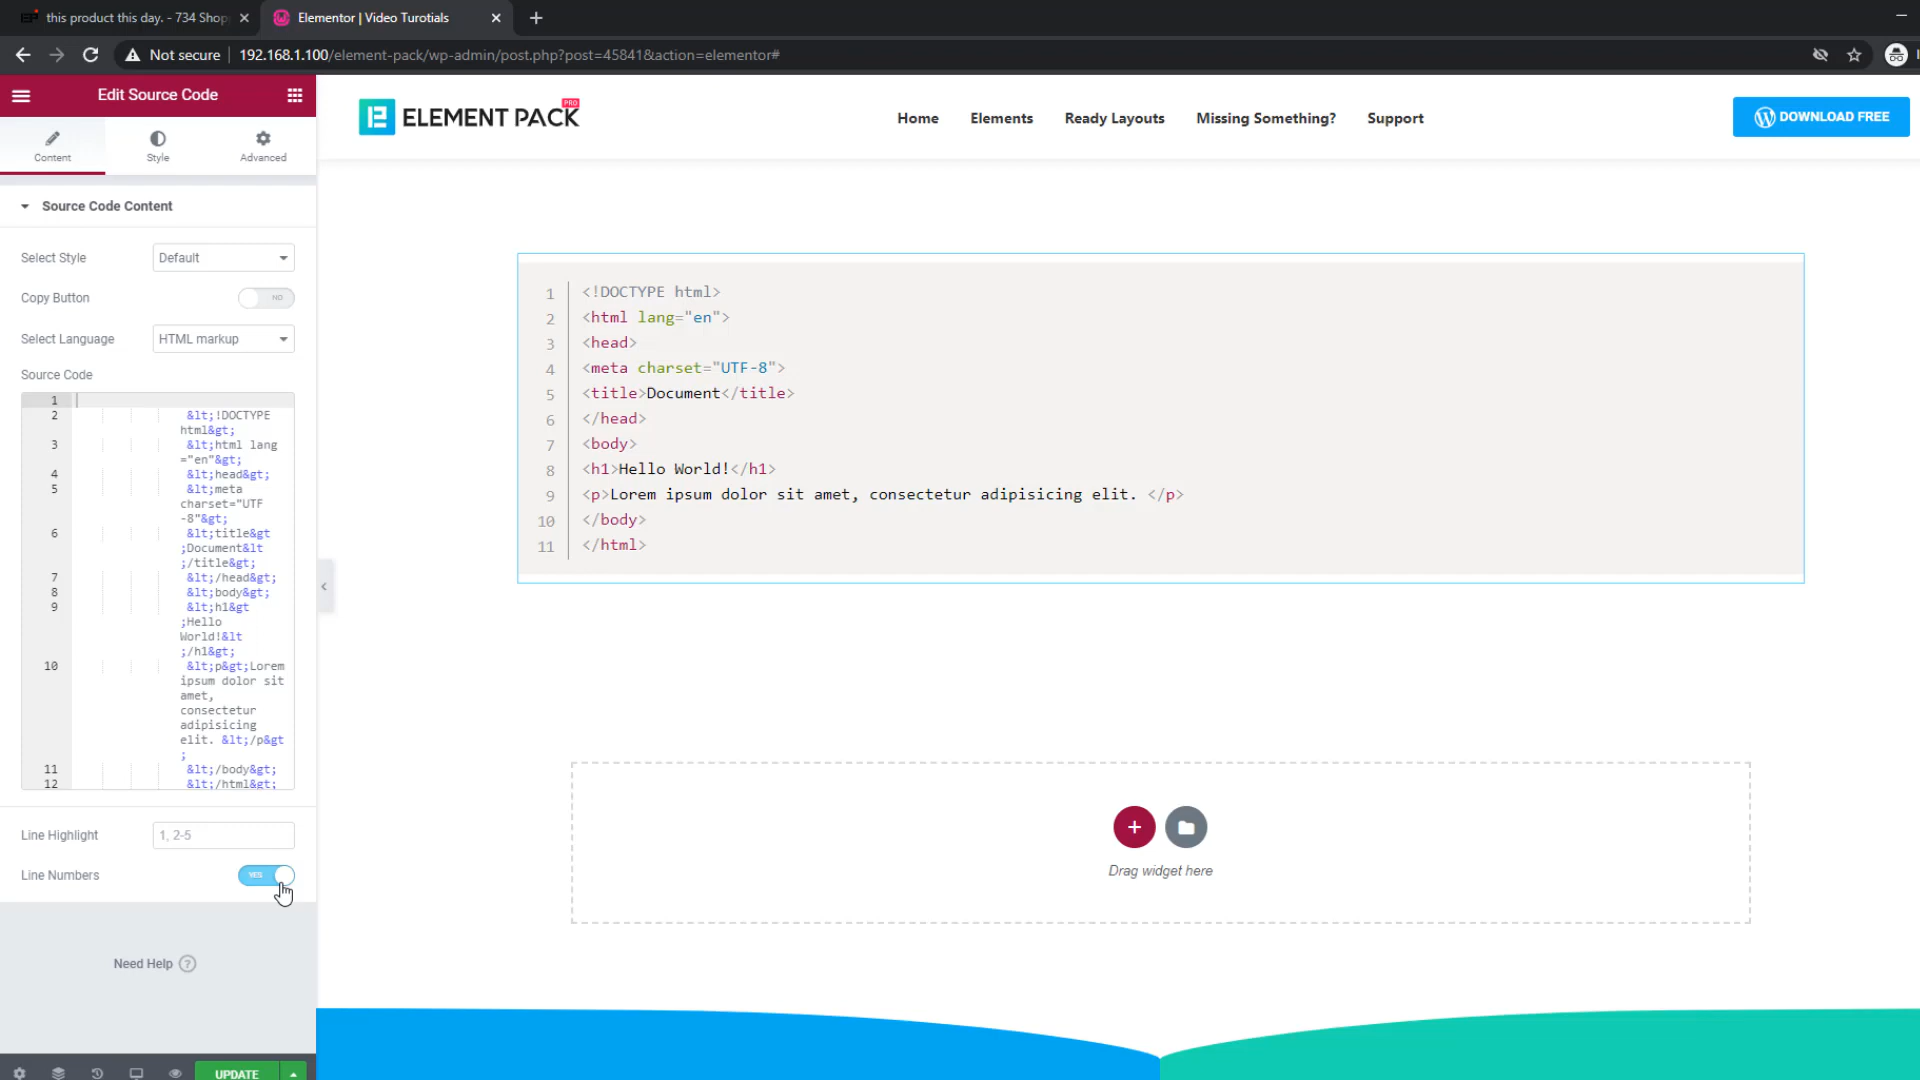 this product this day. - 734 Shop
Elementor | Video Turotials
Not secure
192.168.1.100/element-pack/wp-admin/post.php?post=45841&action=elementor#
Edit Source Code
Content
Style
Advanced
Source Code Content
Select Style
Default
Copy Button
NO
Select Language
HTML markup
Source Code
1
2 &lt;!DOCTYPE
html&gt;
3 &lt;html lang
="en"&gt;
4 &lt;head&gt;
5 &lt;meta
charset="UTF
-8"&gt;
6 &lt;title&gt
;Document&lt
;/title&gt;
7 &lt;/head&gt;
8 &lt;body&gt;
9 &lt;h1&gt
;Hello
World!&lt
;/h1&gt;
10 &lt;p&gt;Lorem
ipsum dolor sit
amet,
consectetur
adipisicing
elit. &lt;/p&gt
;
11 &lt;/body&gt;
12 &lt;/html&gt;
Line Highlight
1, 2-5
Line Numbers
YES
Need Help ?
UPDATE
ELEMENT PACK
PRO
Home
Elements
Ready Layouts
Missing Something?
Support
DOWNLOAD FREE
1 <!DOCTYPE html>
2 <html lang="en">
3 <head>
4 <meta charset="UTF-8">
5 <title>Document</title>
6 </head>
7 <body>
8 <h1>Hello World!</h1>
9 <p>Lorem ipsum dolor sit amet, consectetur adipisicing elit. </p>
10 </body>
11 </html>
Drag widget here